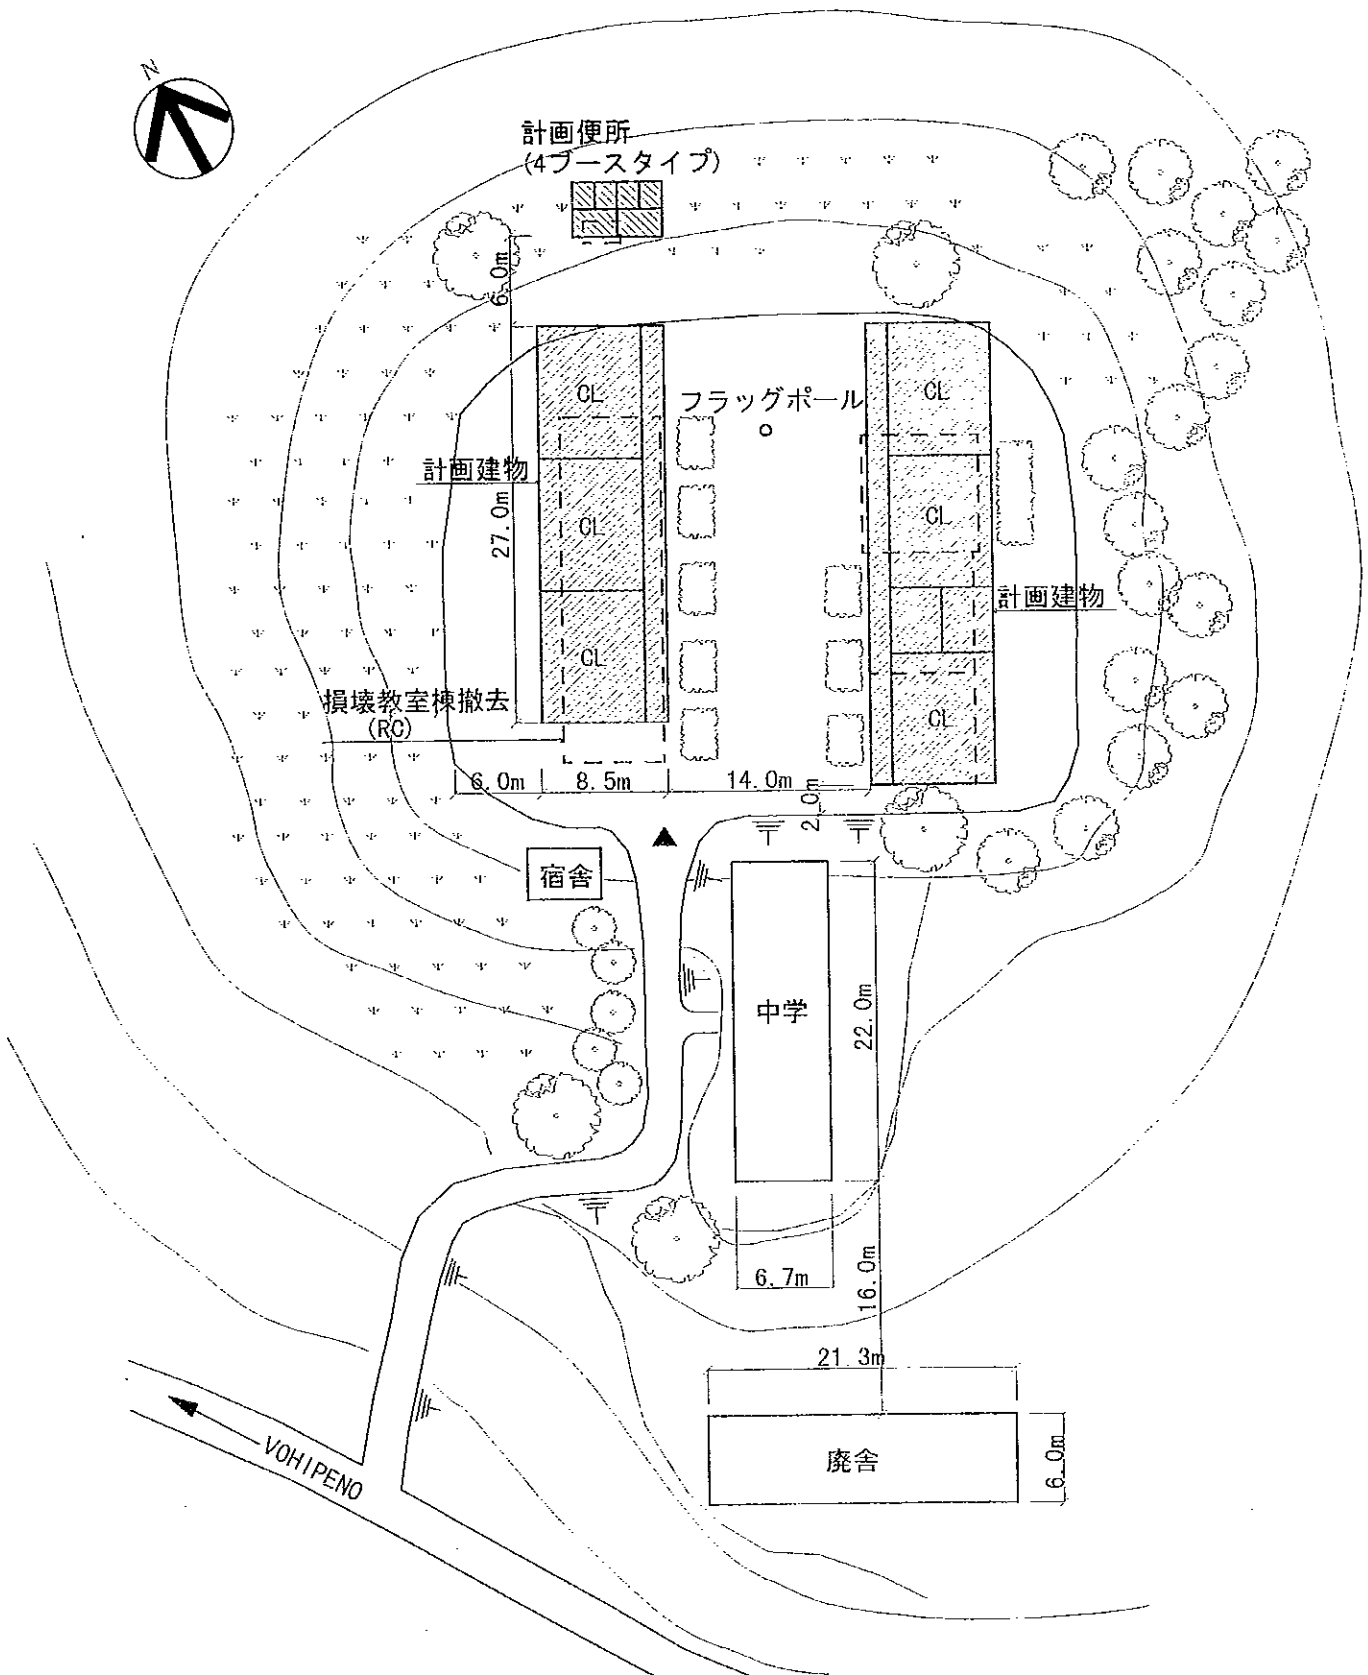 N
計画便所
(4ブースタイプ)
6.0m
CL
フラッグポール
CL
計画建物
27.0m
CL
CL
計画建物
CL
CL
損壊教室棟撤去
(RC)
6.0m
8.5m
14.0m
2.0m
宿舎
中学
22.0m
6.7m
16.0m
21.3m
VOHIPENO
廃舎
6.0m